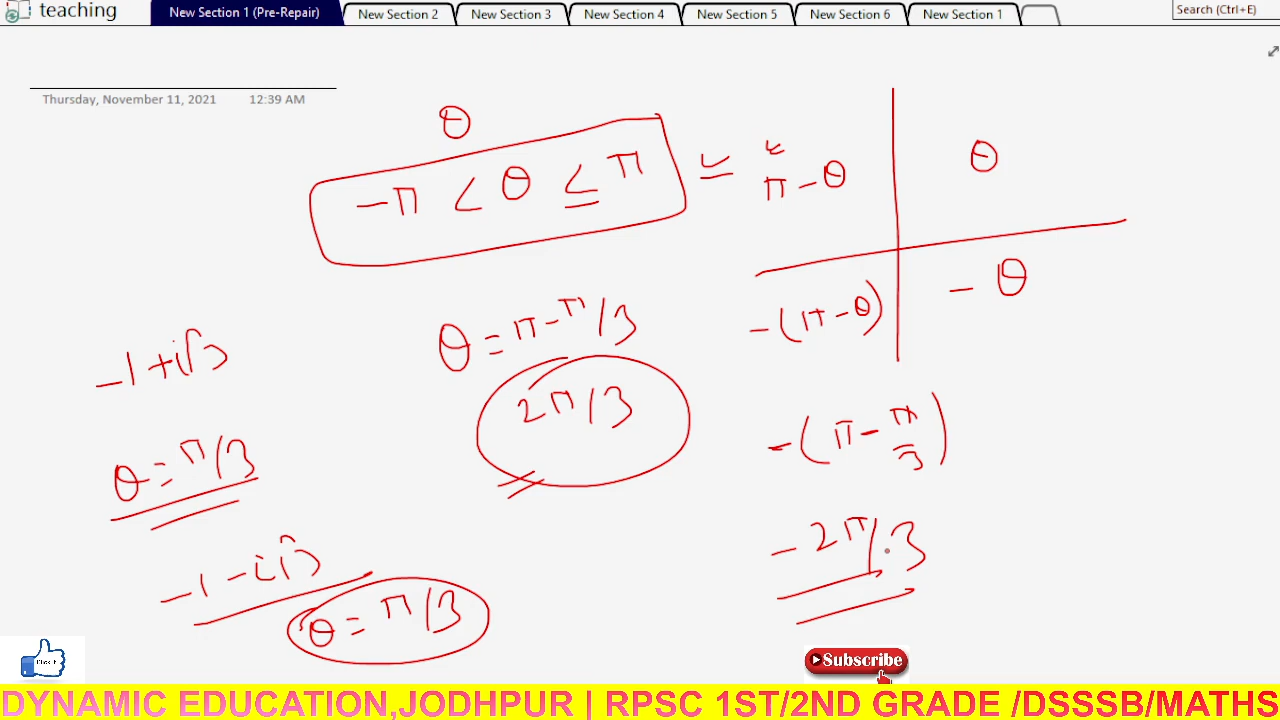 teaching
New Section 1 (Pre-Repair) New Section 2 New Section 3 New Section 4 New Section 5 New Section 6 New Section 1
Search (Ctrl+E)
Thursday, November 11, 2021 12:39 AM
θ
-π < θ ≤ π
π - θ
θ
-(π - θ)
- θ
-1 + i√3
θ = π/3
θ = π - π/3
2π/3
-(π - π/3)
-2π/3
-1 - i√3
θ = π/3
Subscribe
DYNAMIC EDUCATION,JODHPUR | RPSC 1ST/2ND GRADE /DSSSB/MATHS